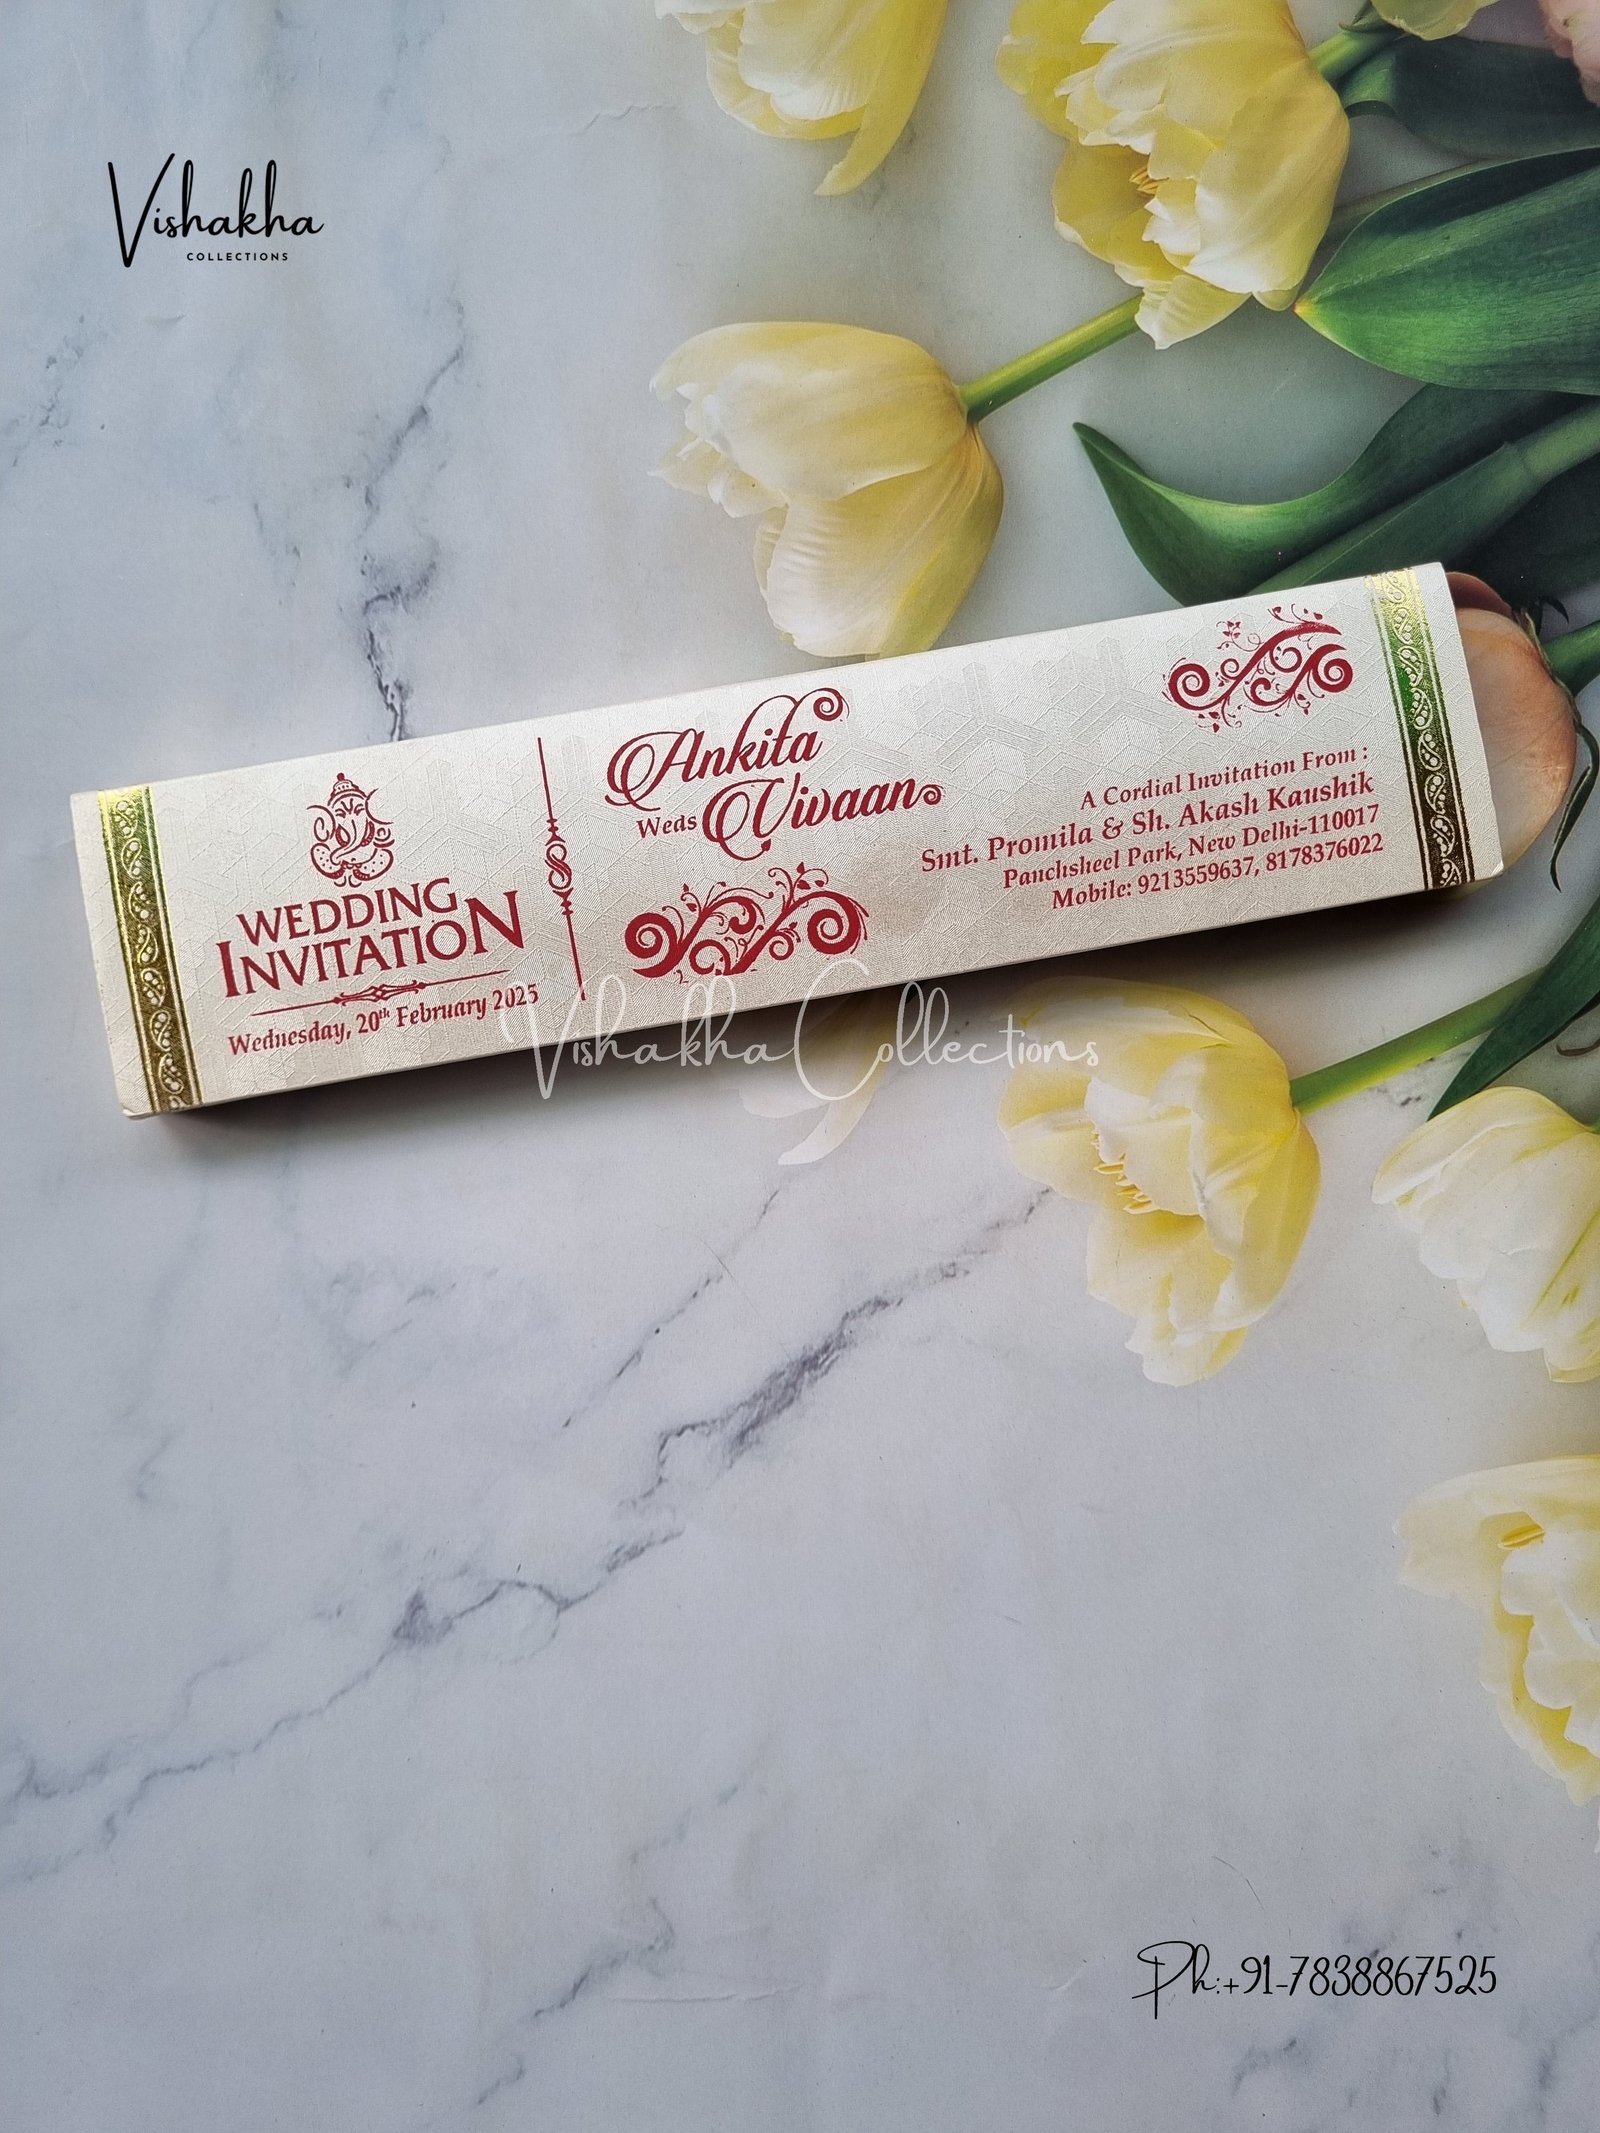 Vishakha
COLLECTIONS
WEDDING
INVITATION
Wednesday, 20th February 2025
Ankita
Weds Vivaan
A Cordial Invitation From :
Smt. Promila & Sh. Akash Kaushik
Panchsheel Park, New Delhi-110017
Mobile: 9213559637, 8178376022
Vishakha Collections
Ph:+91-7838867525